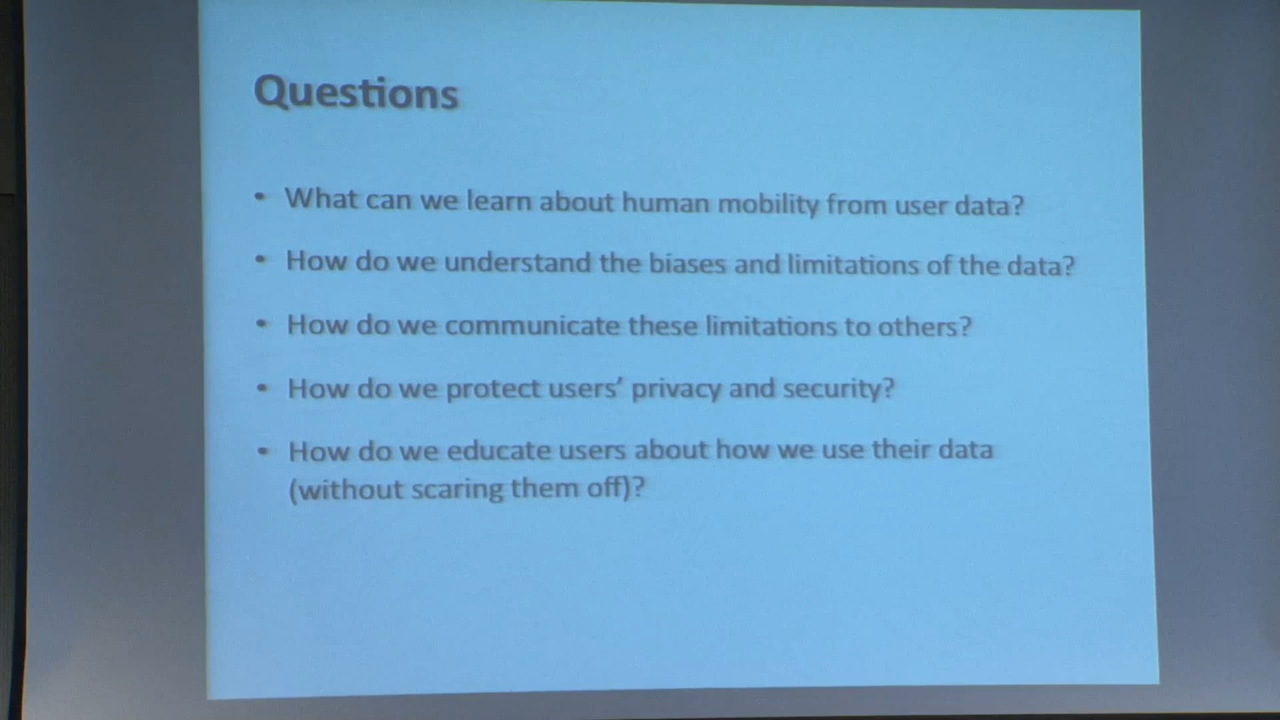 Questions
• What can we learn about human mobility from user data?
• How do we understand the biases and limitations of the data?
• How do we communicate these limitations to others?
• How do we protect users’ privacy and security?
• How do we educate users about how we use their data
(without scaring them off)?